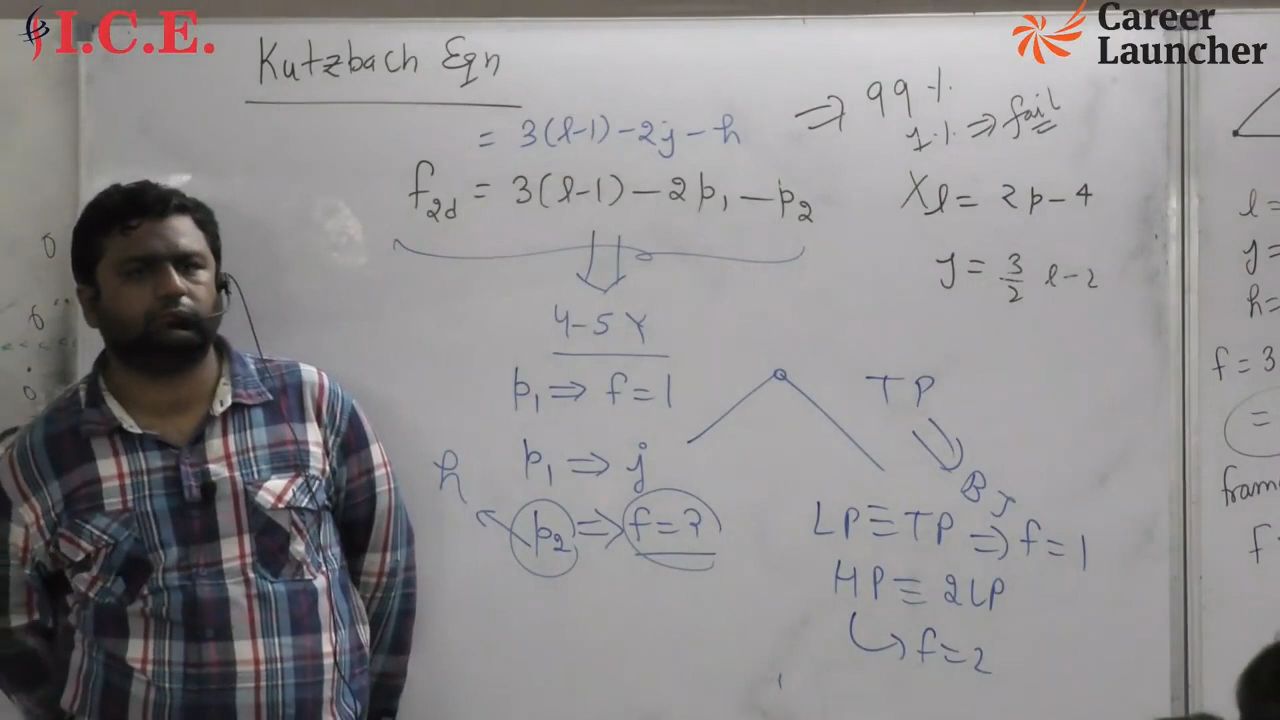 I.C.E.
Career
Launcher
Kutzbach Eqn
= 3(l-1) - 2j - h
f2d = 3(l-1) - 2p1 - p2
⇒ 99 %
1 % ⇒ fail
X l = 2p - 4
J = 3/2 l - 2
4-5 Y
p1 ⇒ f = 1
p1 ⇒ j
h
p2 ⇒ f = 2
TP
BJ
LP ≡ TP ⇒ f = 1
HP ≡ 2LP
f = 2
l =
y =
h =
f = 3
=
fram
f